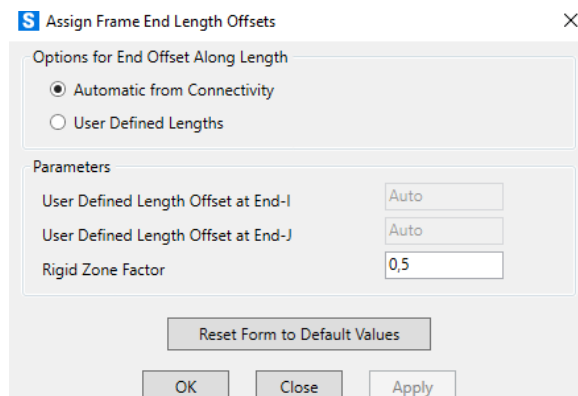 S Assign Frame End Length Offsets
Options for End Offset Along Length
Automatic from Connectivity
User Defined Lengths
Parameters
User Defined Length Offset at End-I Auto
User Defined Length Offset at End-J Auto
Rigid Zone Factor 0,5
Reset Form to Default Values
OK Close Apply